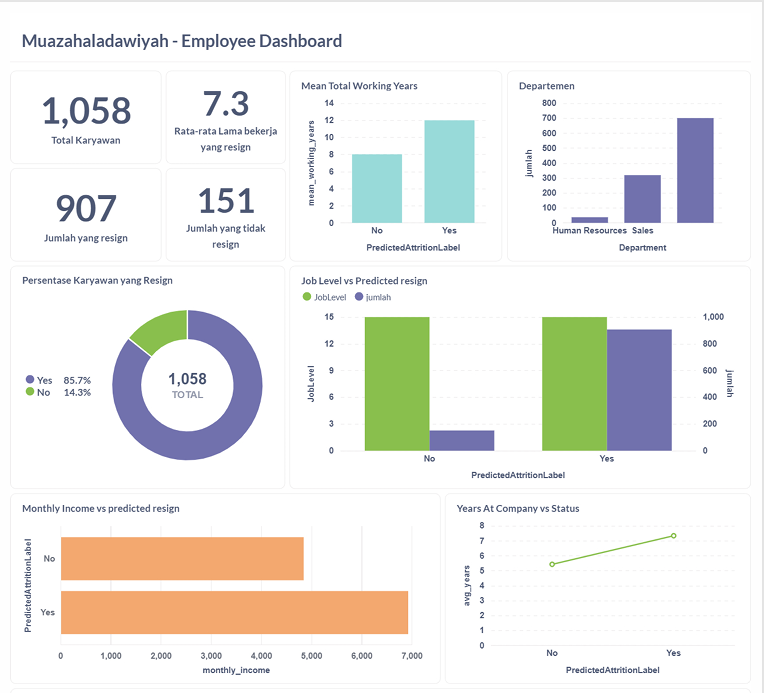 Muazahaladawiyah - Employee Dashboard
1,058
Total Karyawan
7.3
Rata-rata Lama bekerja
yang resign
907
Jumlah yang resign
151
Jumlah yang tidak
resign
Mean Total Working Years
14
12
10
8
6
4
2
0
mean_working_years
No
Yes
PredictedAttritionLabel
Departemen
800
700
600
500
400
300
200
100
0
jumlah
Human Resources
Sales
Department
Persentase Karyawan yang Resign
Yes 85.7%
No 14.3%
1,058
TOTAL
Job Level vs Predicted resign
JobLevel jumlah
15
12
9
6
3
0
JobLevel
1,000
800
600
400
200
0
jumlah
No
Yes
PredictedAttritionLabel
Monthly Income vs predicted resign
PredictedAttritionLabel
No
Yes
0 1,000 2,000 3,000 4,000 5,000 6,000 7,000
monthly_income
Years At Company vs Status
8
7
6
5
4
3
2
1
0
avg_years
No
Yes
PredictedAttritionLabel